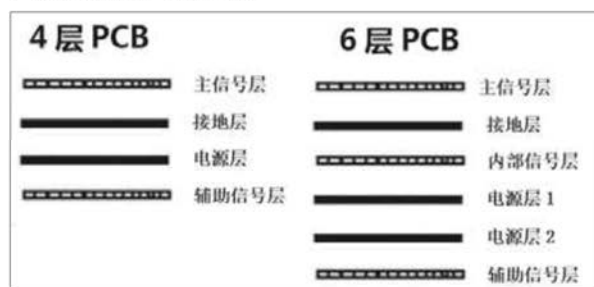 4 层 PCB
主信号层
接地层
电源层
辅助信号层
6 层 PCB
主信号层
接地层
内部信号层
电源层 1
电源层 2
辅助信号层